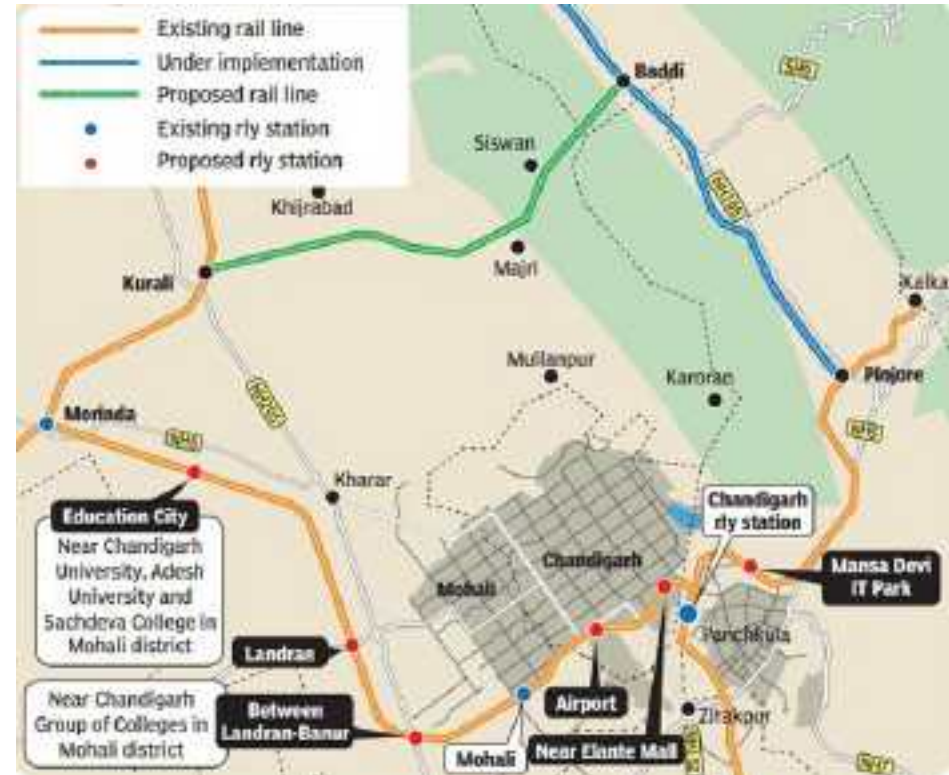 Existing rail line
Under implementation
Proposed rail line
Existing rly station
Proposed rly station
Baddi
Siswan
Khijrabad
Majri
Kurali
Kalka
Mullanpur
Karoran
Pinjore
Morinda
Kharar
Education City
Near Chandigarh
University, Adesh
University and
Sachdeva College in
Mohali district
Chandigarh
rly station
Chandigarh
Mohali
Mansa Devi
IT Park
Panchkula
Landran
Near Chandigarh
Group of Colleges in
Mohali district
Between
Landran-Banur
Airport
Zirakpur
Mohali
Near Elante Mall